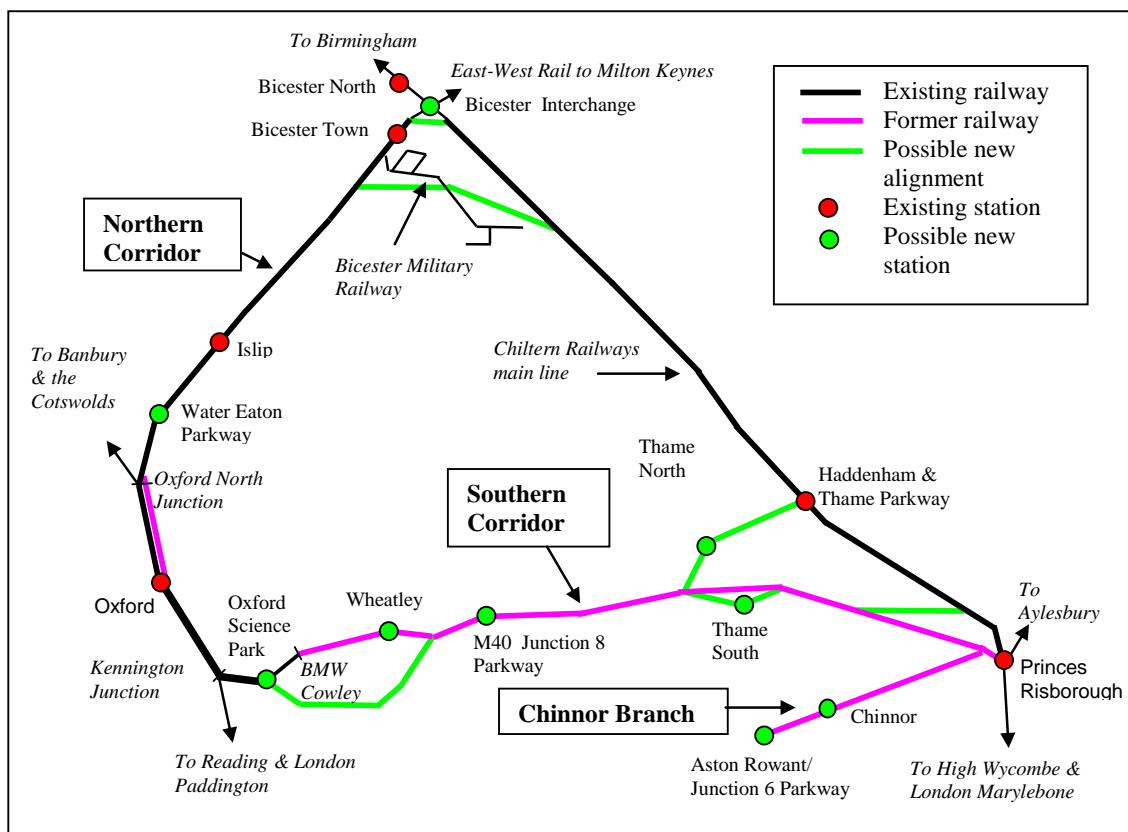 To Birmingham
Bicester North
East-West Rail to Milton Keynes
Bicester Interchange
Bicester Town
Existing railway
Former railway
Possible new
alignment
Existing station
Possible new
station
Northern
Corridor
Bicester Military
Railway
Islip
To Banbury
& the
Cotswolds
Chiltern Railways
main line
Water Eaton
Parkway
Thame
North
Haddenham &
Thame Parkway
Oxford North
Junction
Southern
Corridor
Oxford
Oxford
Science
Park
Wheatley
M40 Junction 8
Parkway
Thame
South
To
Aylesbury
Kennington
Junction
BMW
Cowley
Princes
Risborough
Chinnor Branch
Chinnor
To Reading & London
Paddington
Aston Rowant/
Junction 6 Parkway
To High Wycombe &
London Marylebone